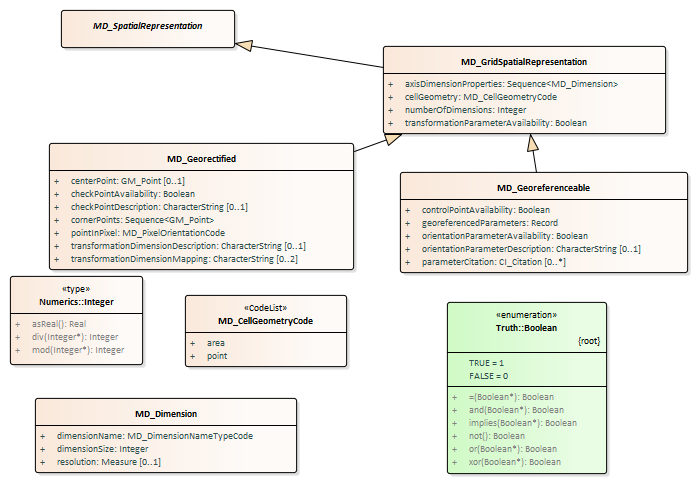 MD_SpatialRepresentation
MD_GridSpatialRepresentation
+ axisDimensionProperties: Sequence<MD_Dimension>
+ cellGeometry: MD_CellGeometryCode
+ numberOfDimensions: Integer
+ transformationParameterAvailability: Boolean
MD_Georectified
+ centerPoint: GM_Point [0..1]
+ checkPointAvailability: Boolean
+ checkPointDescription: CharacterString [0..1]
+ cornerPoints: Sequence<GM_Point>
+ pointInPixel: MD_PixelOrientationCode
+ transformationDimensionDescription: CharacterString [0..1]
+ transformationDimensionMapping: CharacterString [0..2]
MD_Georeferenceable
+ controlPointAvailability: Boolean
+ georeferencedParameters: Record
+ orientationParameterAvailability: Boolean
+ orientationParameterDescription: CharacterString [0..1]
+ parameterCitation: CI_Citation [0..*]
«type»
Numerics::Integer
+ asReal(): Real
+ div(Integer*): Integer
+ mod(Integer*): Integer
«CodeList»
MD_CellGeometryCode
+ area
+ point
«enumeration»
Truth::Boolean
{root}
TRUE = 1
FALSE = 0
+ =(Boolean*): Boolean
+ and(Boolean*): Boolean
+ implies(Boolean*): Boolean
+ not(): Boolean
+ or(Boolean*): Boolean
+ xor(Boolean*): Boolean
MD_Dimension
+ dimensionName: MD_DimensionNameTypeCode
+ dimensionSize: Integer
+ resolution: Measure [0..1]